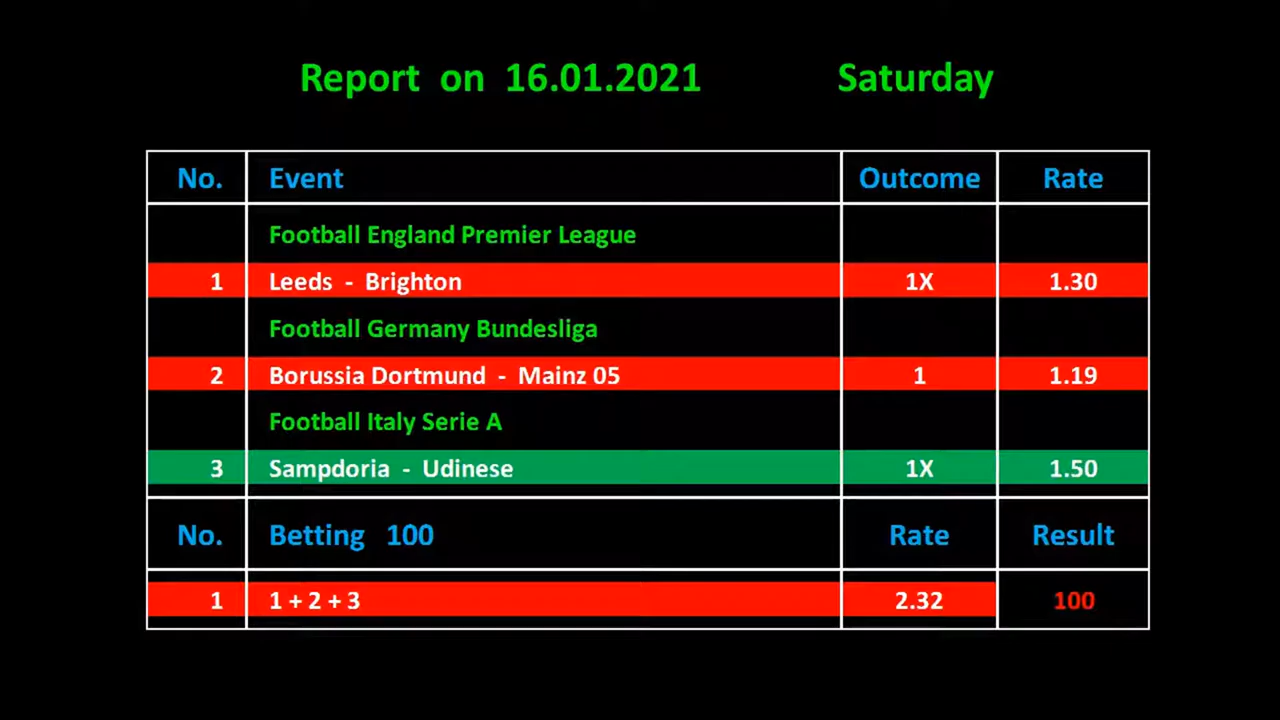 Report on 16.01.2021 Saturday
No. Event Outcome Rate
Football England Premier League
1 Leeds - Brighton 1X 1.30
Football Germany Bundesliga
2 Borussia Dortmund - Mainz 05 1 1.19
Football Italy Serie A
3 Sampdoria - Udinese 1X 1.50
No. Betting 100 Rate Result
1 1 + 2 + 3 2.32 100